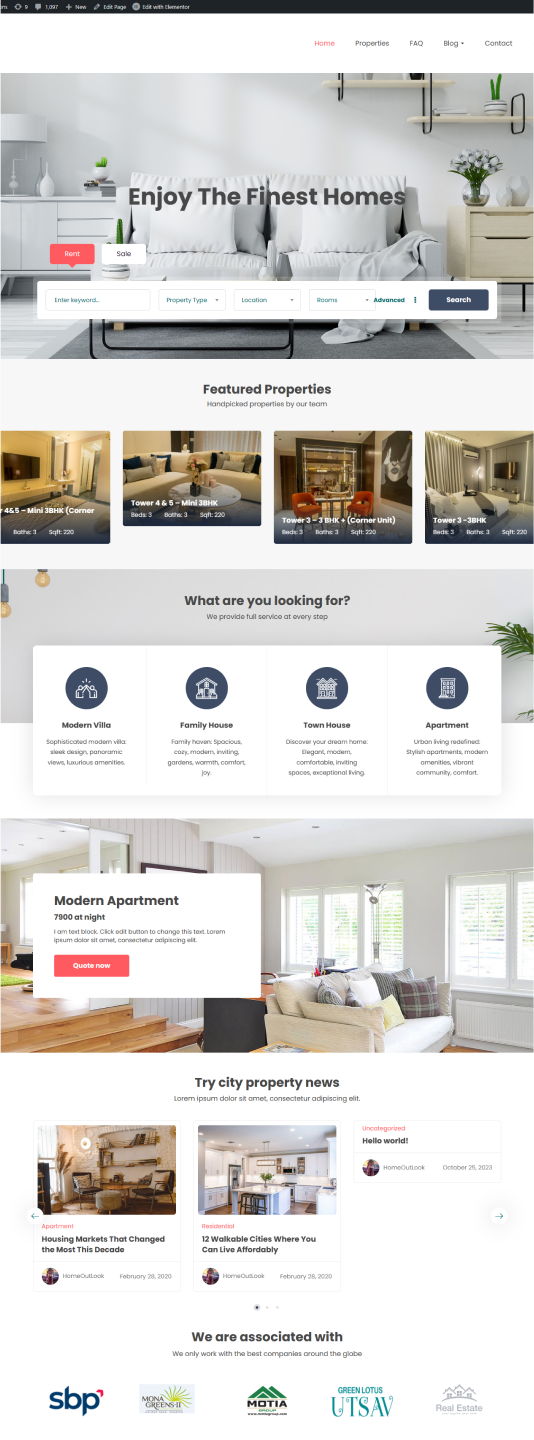 9 1,097 New Edit Page Edit with Elementor
Home Properties FAQ Blog Contact
Enjoy The Finest Homes
Rent Sale
Enter keyword... Property Type Location Rooms Advanced Search
Featured Properties
Handpicked properties by our team
4&5 – Mini 3BHK (Corner
Baths: 3 Sqft: 220
Tower 4 & 5 – Mini 3BHK
Beds: 3 Baths: 3 Sqft: 220
Tower 3 – 3 BHK + (Corner Unit)
Beds: 3 Baths: 3 Sqft: 220
Tower 3 -3BHK
Beds: 3 Baths: 3 Sqft: 220
What are you looking for?
We provide full service at every step
Modern Villa
Sophisticated modern villa:
sleek design, panoramic
views, luxurious amenities.
Family House
Family haven: Spacious,
cozy, modern, inviting,
gardens, warmth, comfort,
joy.
Town House
Discover your dream home:
Elegant, modern,
comfortable, inviting
spaces, exceptional living.
Apartment
Urban living redefined:
Stylish apartments, modern
amenities, vibrant
community, comfort.
Modern Apartment
7900 at night
I am text block. Click edit button to change this text. Lorem
ipsum dolor sit amet, consectetur adipiscing elit.
Quote now
Try city property news
Lorem ipsum dolor sit amet, consectetur adipiscing elit.
Apartment
Housing Markets That Changed
the Most This Decade
HomeOutLook February 28, 2020
Residential
12 Walkable Cities Where You
Can Live Affordably
HomeOutLook February 28, 2020
Uncategorized
Hello world!
HomeOutLook October 25, 2023
We are associated with
We only work with the best companies around the globe
sbp
MONA
GREENS-II
MOTIA
GROUP
www.motiagroup.com
GREEN LOTUS
UTSAV
Real Estate